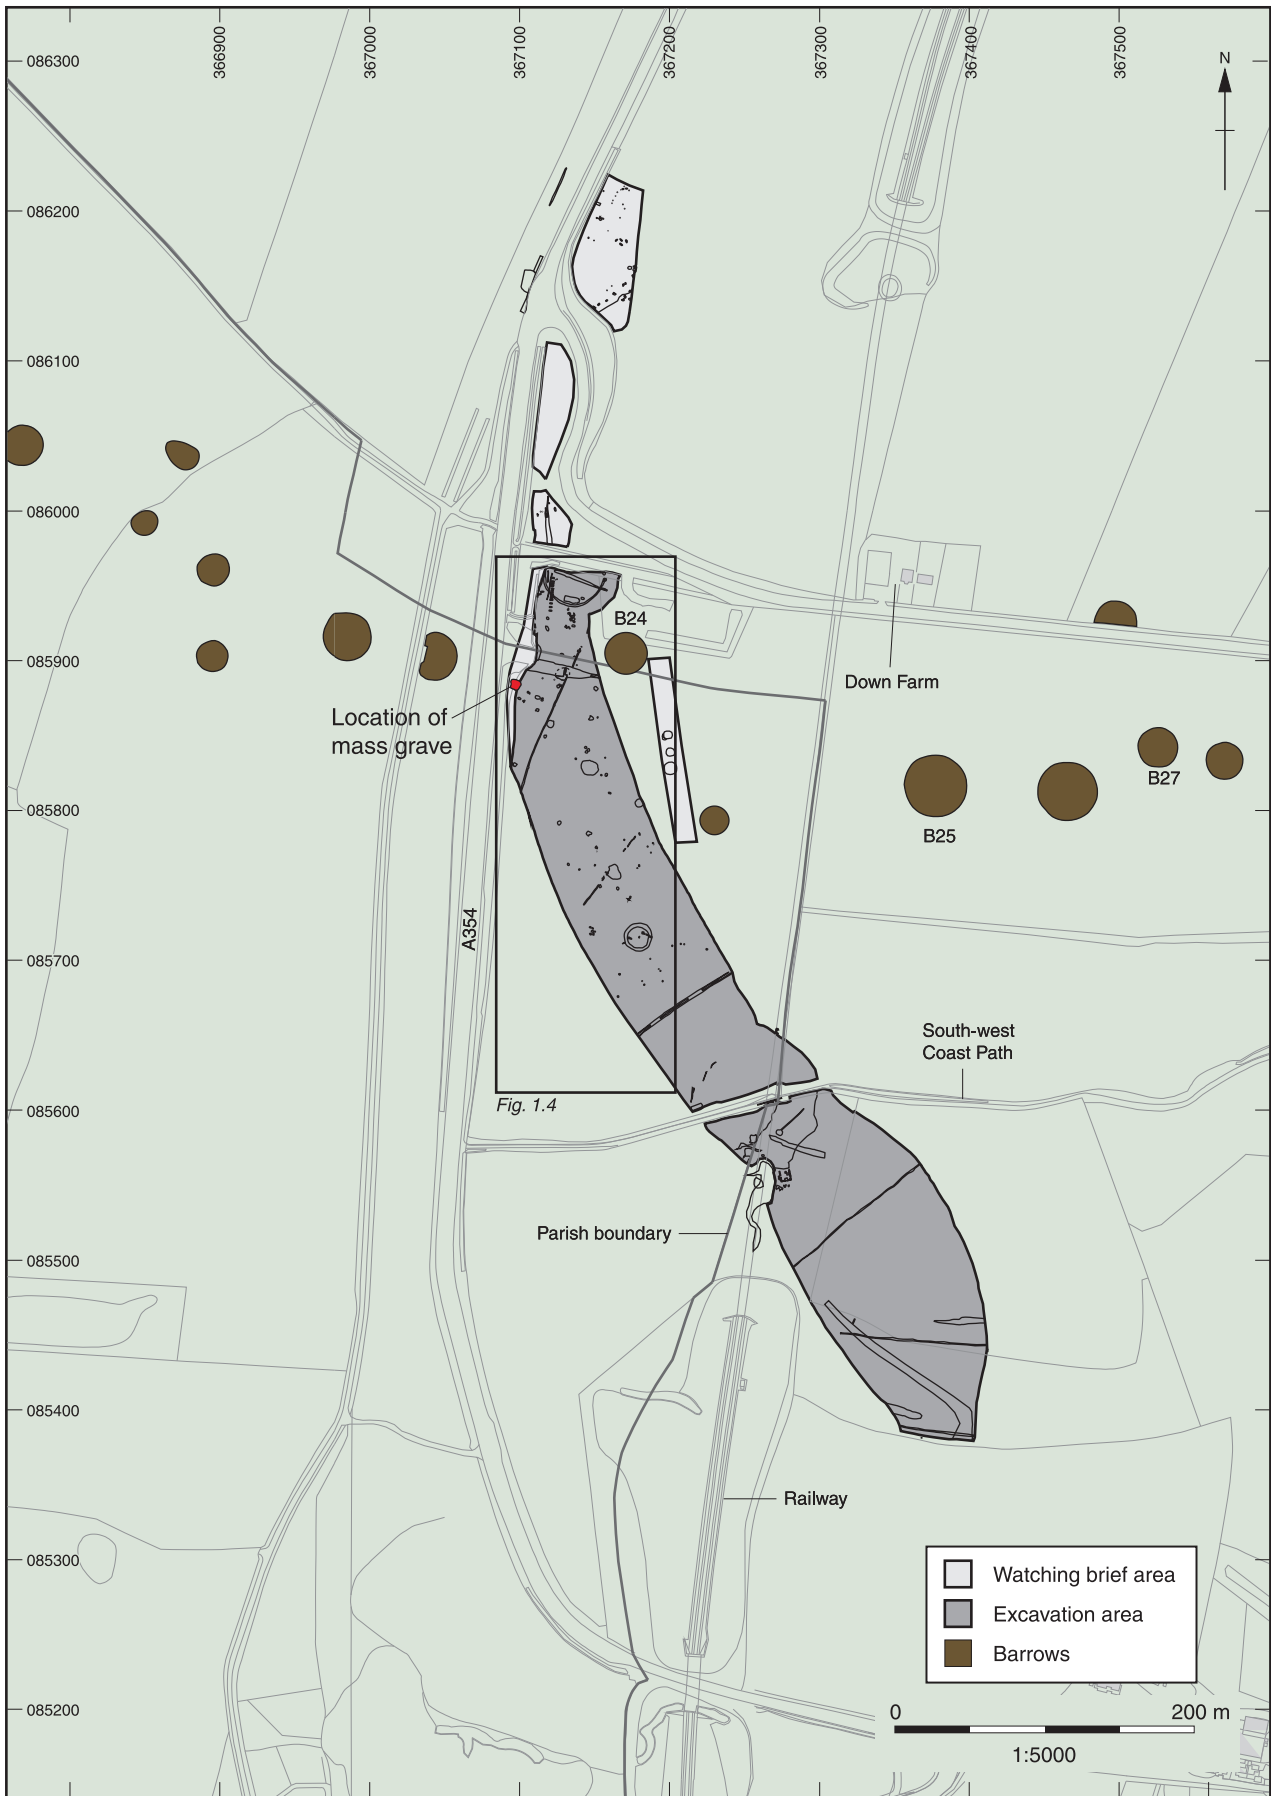 366900
367000
367100
367200
367300
367400
367500
N
086300
086200
086100
086000
085900
085800
085700
085600
085500
085400
085300
085200
B24
Down Farm
Location of
mass grave
B27
B25
A354
South-west
Coast Path
Fig. 1.4
Parish boundary
Railway
Watching brief area
Excavation area
Barrows
0
200 m
1:5000